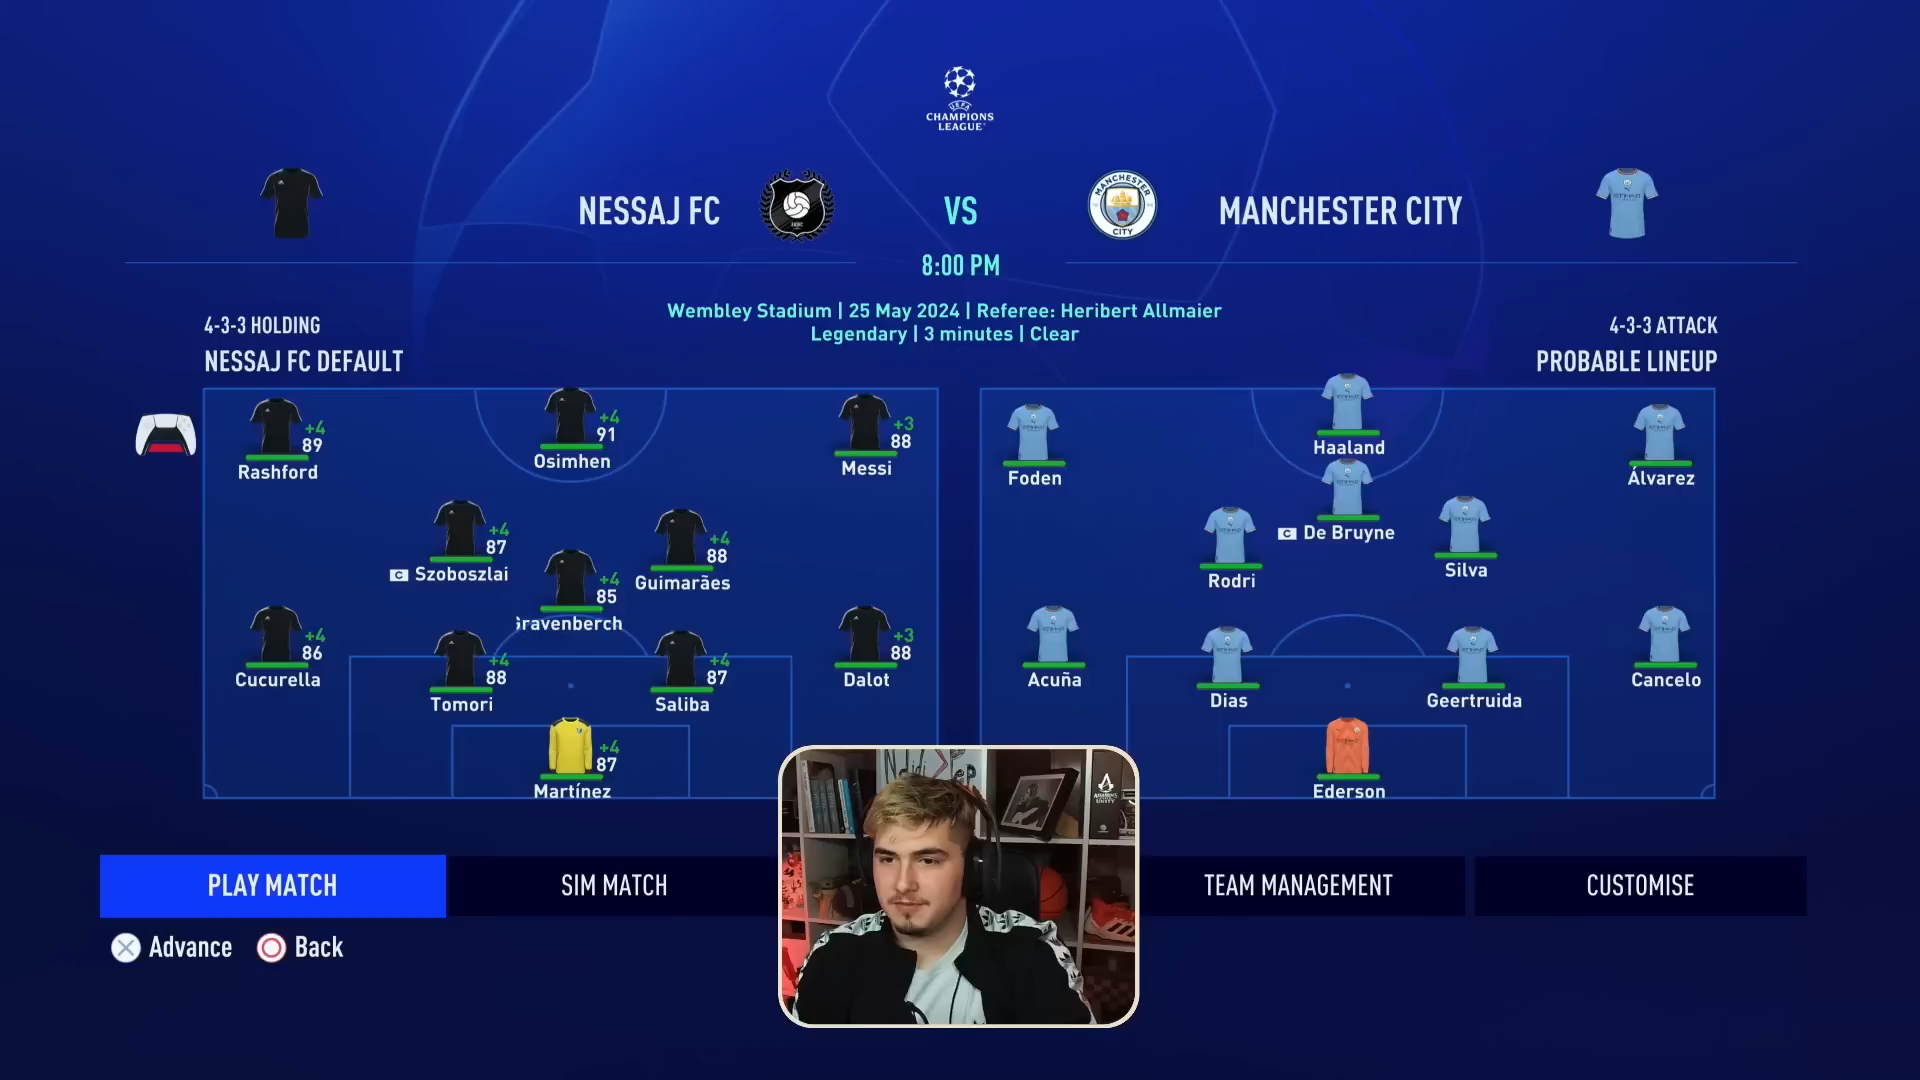 UEFA
CHAMPIONS
LEAGUE
NESSAJ FC
VS
MANCHESTER CITY
MANCHESTER
CITY
8:00 PM
Wembley Stadium | 25 May 2024 | Referee: Heribert Allmaier
Legendary | 3 minutes | Clear
4-3-3 HOLDING
NESSAJ FC DEFAULT
4-3-3 ATTACK
PROBABLE LINEUP
+4
89
Rashford
+4
91
Osimhen
+3
88
Messi
+4
87
C Szoboszlai
+4
88
Guimarães
+4
85
Gravenberch
+4
86
Cucurella
+4
88
Tomori
+4
87
Saliba
+3
88
Dalot
+4
87
Martínez
Foden
Haaland
Álvarez
C De Bruyne
Rodri
Silva
Acuña
Dias
Geertruida
Cancelo
Ederson
PLAY MATCH
SIM MATCH
TEAM MANAGEMENT
CUSTOMISE
Advance
Back